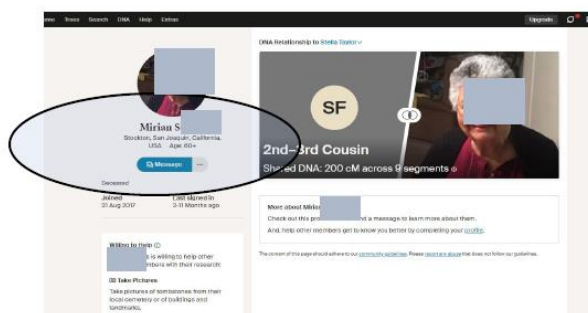 Home Trees Search DNA Help Extras
Upgrade
DNA Relationship to Stella Taylor
Mirian S
Stockton, San Joaquin, California,
USA Age: 60+
Message
Deceased
Joined
21 Aug 2017
Last signed in
2-11 Months ago
SF
2nd–3rd Cousin
Shared DNA: 200 cM across 9 segments
More about Miria
Check out this pro nd a message to learn more about them.
And, help other members get to know you better by completing your profile.
The content of this page should adhere to our community guidelines. Please report any abuse that does not follow our guidelines.
Willing to Help
is willing to help other
mbers with their research:
Take Pictures
Take pictures of tombstones from their
local cemetery or of buildings and
landmarks.